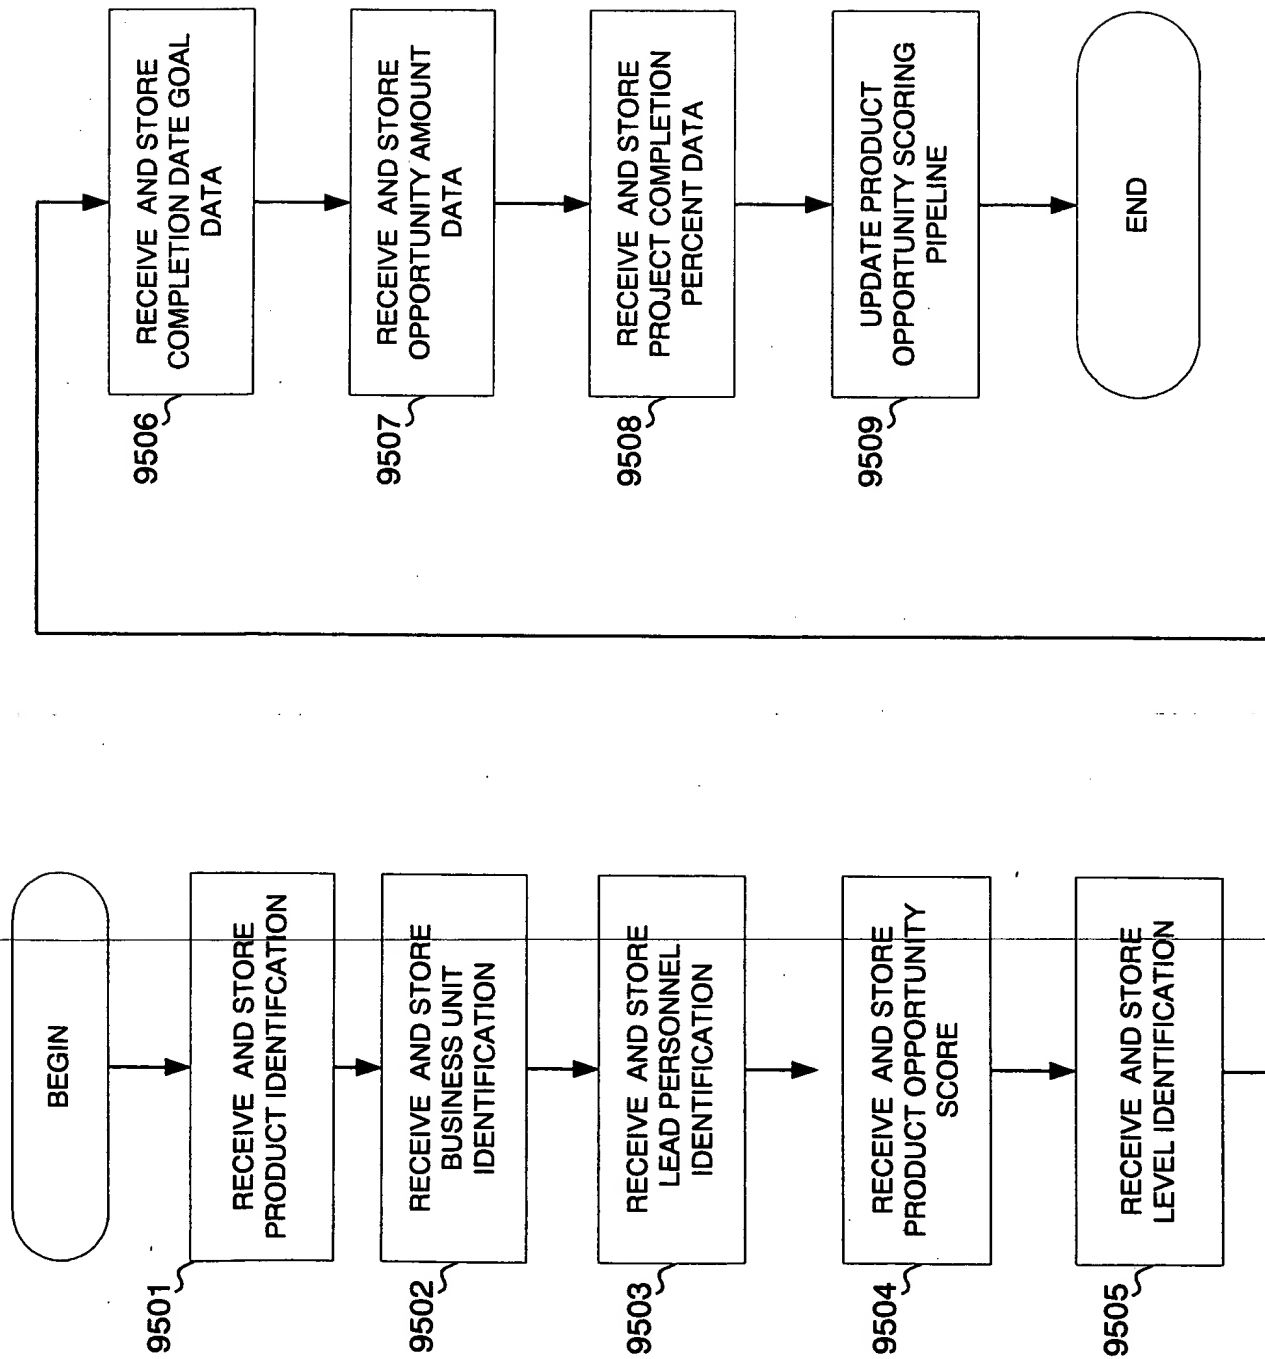 BEGIN
RECEIVE AND STORE
PRODUCT IDENTIFCATION
9501
RECEIVE AND STORE
BUSINESS UNIT
IDENTIFICATION
9502
RECEIVE AND STORE
LEAD PERSONNEL
IDENTIFICATION
9503
RECEIVE AND STORE
PRODUCT OPPORTUNITY
SCORE
9504
RECEIVE AND STORE
LEVEL IDENTIFICATION
9505
RECEIVE AND STORE
COMPLETION DATE GOAL
DATA
9506
RECEIVE AND STORE
OPPORTUNITY AMOUNT
DATA
9507
RECEIVE AND STORE
PROJECT COMPLETION
PERCENT DATA
9508
UPDATE PRODUCT
OPPORTUNITY SCORING
PIPELINE
9509
END